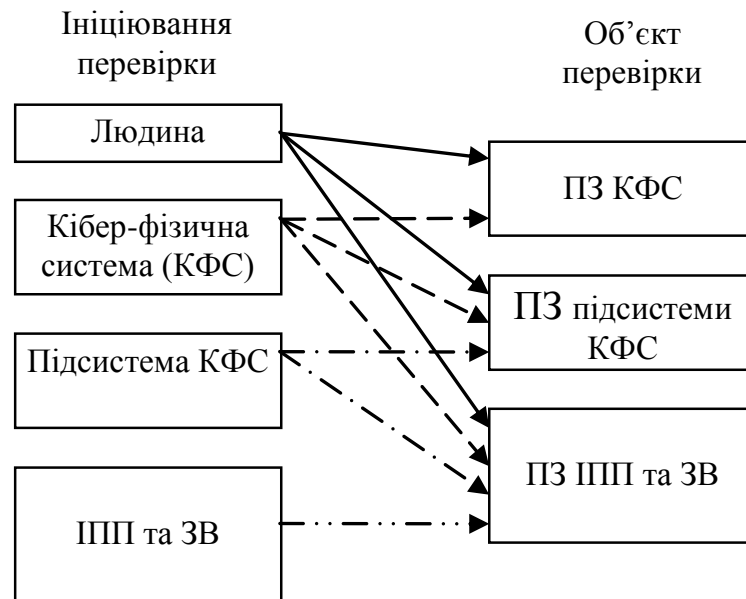 Ініціювання
перевірки
Людина
Кібер-фізична
система (КФС)
Підсистема КФС
ІПП та ЗВ
Об’єкт
перевірки
ПЗ КФС
ПЗ підсистеми
КФС
ПЗ ІПП та ЗВ